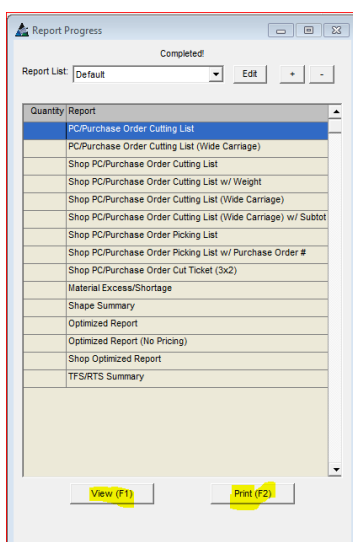 Report Progress
Completed!
Report List: Default Edit + -
Quantity Report
PC/Purchase Order Cutting List
PC/Purchase Order Cutting List (Wide Carriage)
Shop PC/Purchase Order Cutting List
Shop PC/Purchase Order Cutting List w/ Weight
Shop PC/Purchase Order Cutting List (Wide Carriage)
Shop PC/Purchase Order Cutting List (Wide Carriage) w/ Subtot
Shop PC/Purchase Order Picking List
Shop PC/Purchase Order Picking List w/ Purchase Order #
Shop PC/Purchase Order Cut Ticket (3x2)
Material Excess/Shortage
Shape Summary
Optimized Report
Optimized Report (No Pricing)
Shop Optimized Report
TFS/RTS Summary
View (F1) Print (F2)